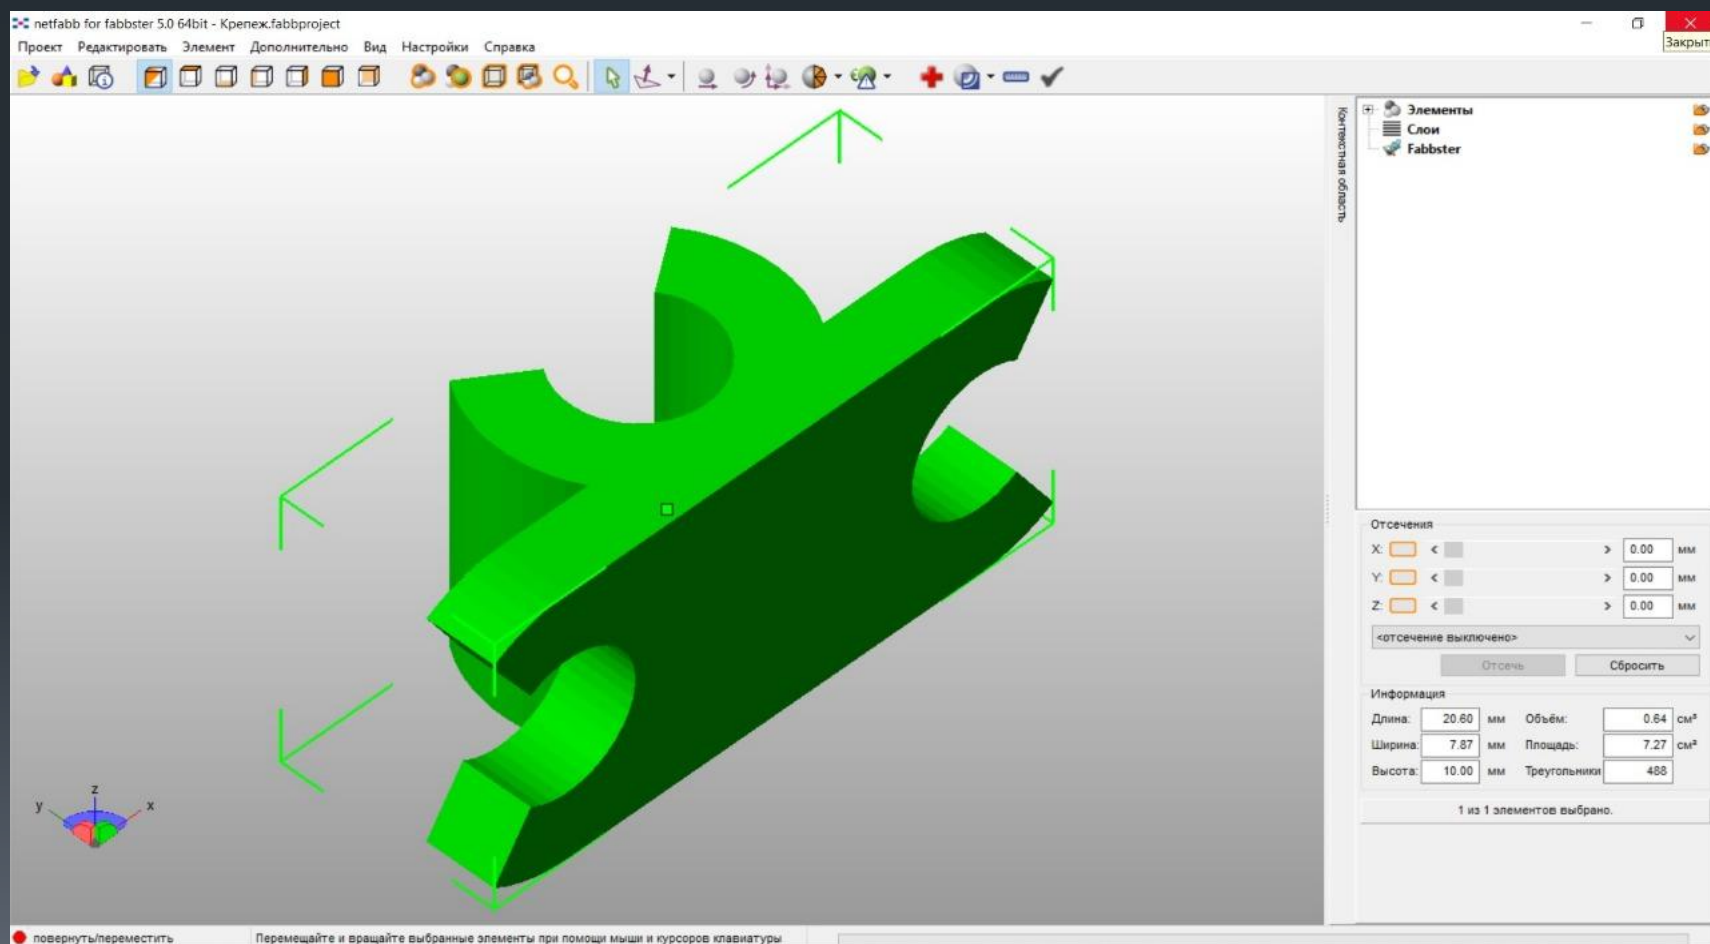 netfabb for fabbster 5.0 64bit - Крепеж.fabbproject
Проект Редактировать Элемент Дополнительно Вид Настройки Справка
Закрыть
Контекстная область
Элементы
Слои
Fabbster
z
y
x
Отсечения
X: < > 0.00 мм
Y: < > 0.00 мм
Z: < > 0.00 мм
<отсечение выключено>
Отсечь Сбросить
Информация
Длина: 20.60 мм Объём: 0.64 см³
Ширина: 7.87 мм Площадь: 7.27 см²
Высота: 10.00 мм Треугольники 488
1 из 1 элементов выбрано.
повернуть/переместить Перемещайте и вращайте выбранные элементы при помощи мыши и курсоров клавиатуры